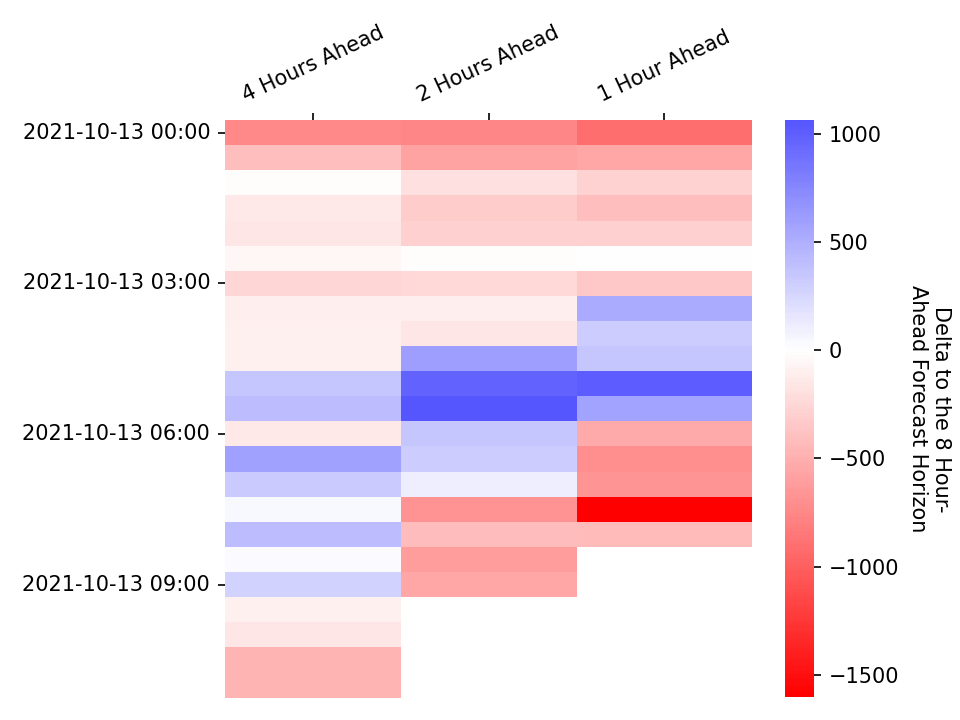 4 Hours Ahead
2 Hours Ahead
1 Hour Ahead
2021-10-13 00:00
2021-10-13 03:00
2021-10-13 06:00
2021-10-13 09:00
1000
500
0
−500
−1000
−1500
Delta to the 8 Hour-
Ahead Forecast Horizon